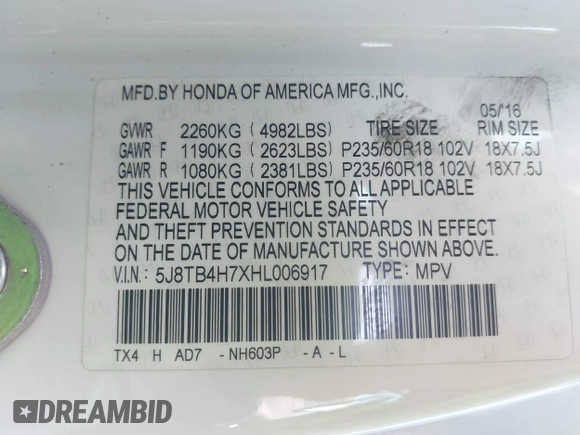 MFD.BY HONDA OF AMERICA MFG.,INC.
05/'16
GVWR 2260KG ( 4982LBS) TIRE SIZE RIM SIZE
GAWR F 1190KG ( 2623LBS) P235/60R18 102V 18X7.5J
GAWR R 1080KG ( 2381LBS) P235/60R18 102V 18X7.5J
THIS VEHICLE CONFORMS TO ALL APPLICABLE
FEDERAL MOTOR VEHICLE SAFETY
AND THEFT PREVENTION STANDARDS IN EFFECT
ON THE DATE OF MANUFACTURE SHOWN ABOVE.
V.I.N.: 5J8TB4H7XHL006917 TYPE: MPV
TX4 H AD7 - NH603P - A - L
DREAMBID